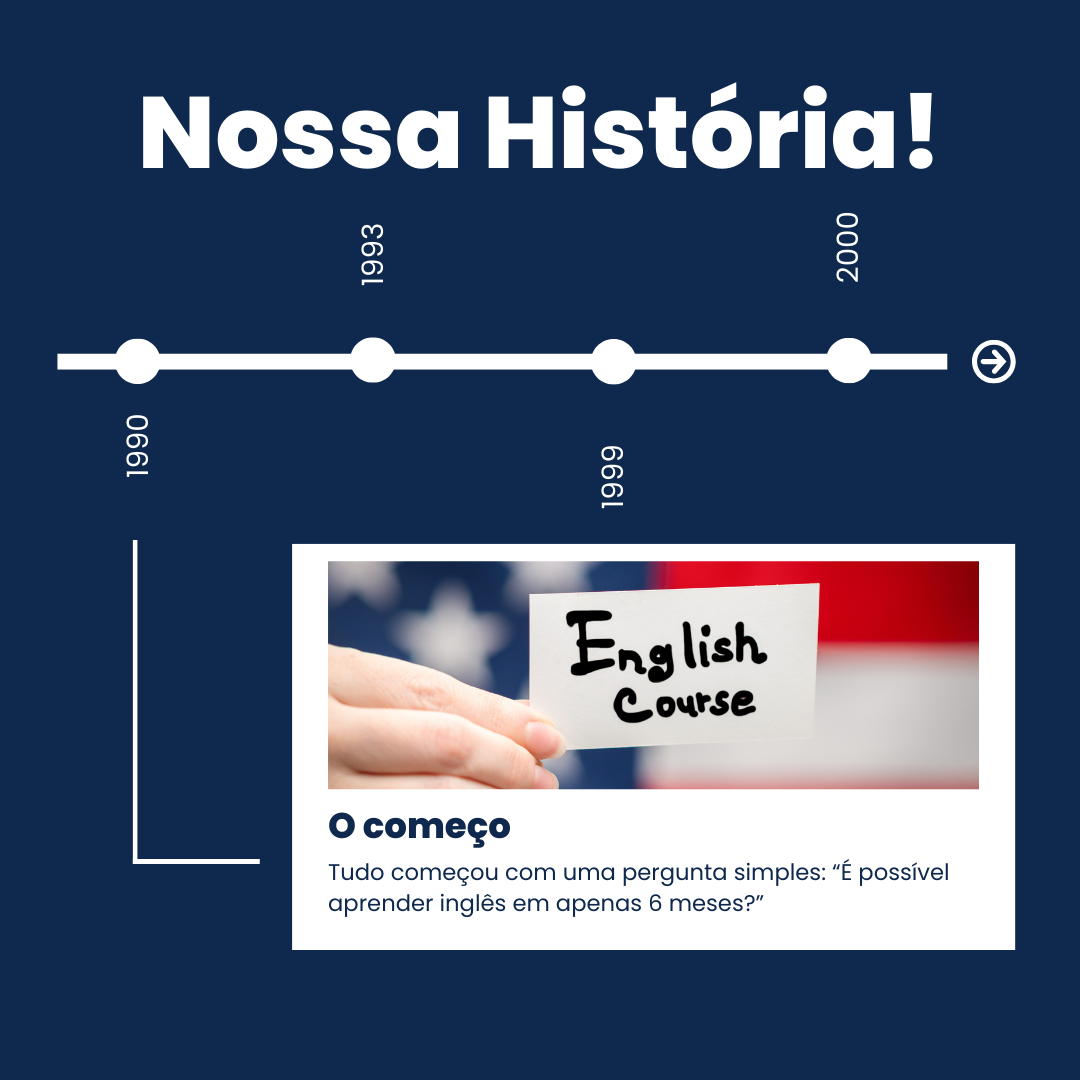 Nossa História!
1993
2000
1990
1999
English
Course
O começo
Tudo começou com uma pergunta simples: “É possível
aprender inglês em apenas 6 meses?”